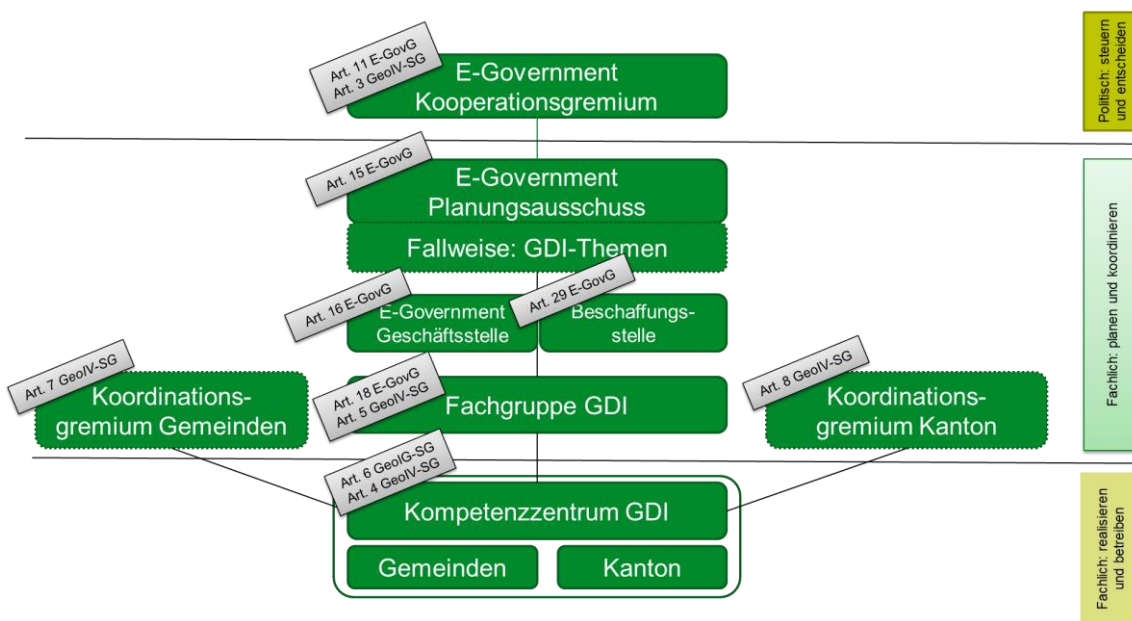 Art. 11 E-GovG
Art. 3 GeoIV-SG
E-Government
Kooperationsgremium
Politisch: steuern
und entscheiden
Art. 15 E-GovG
E-Government
Planungsausschuss
Fallweise: GDI-Themen
Art. 16 E-GovG
E-Government
Geschäftsstelle
Art. 29 E-GovG
Beschaffungs-
stelle
Fachlich: planen und koordinieren
Art. 7 GeoIV-SG
Koordinations-
gremium Gemeinden
Art. 18 E-GovG
Art. 5 GeoIV-SG
Fachgruppe GDI
Art. 8 GeoIV-SG
Koordinations-
gremium Kanton
Art. 6 GeoIG-SG
Art. 4 GeoIV-SG
Kompetenzzentrum GDI
Gemeinden
Kanton
Fachlich: realisieren
und betreiben